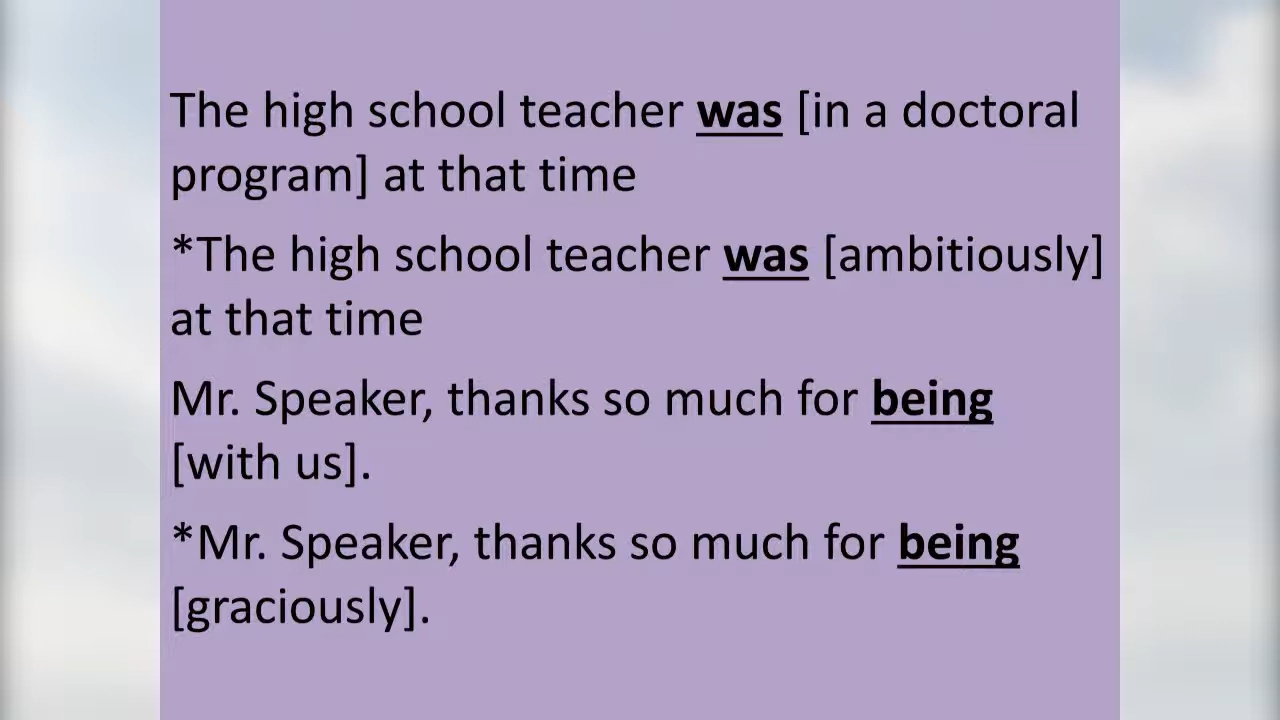 The high school teacher was [in a doctoral
program] at that time
*The high school teacher was [ambitiously]
at that time
Mr. Speaker, thanks so much for being
[with us].
*Mr. Speaker, thanks so much for being
[graciously].